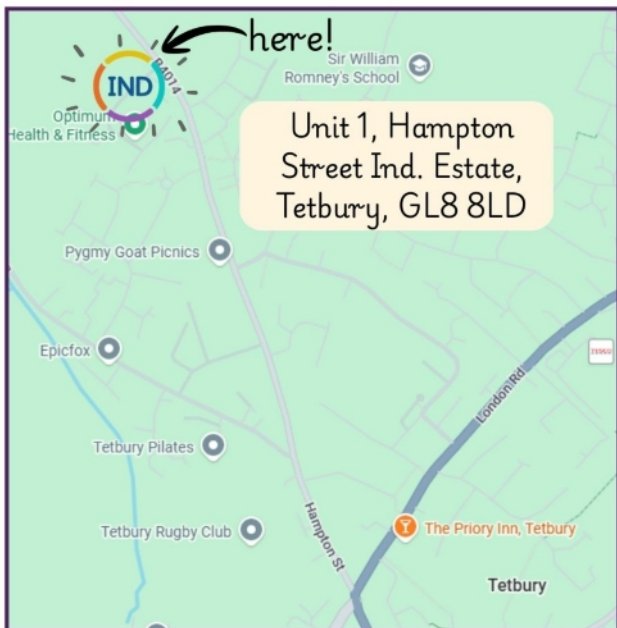 here!
Sir William
Romney's School
IND
B4014
Optimum
Health & Fitness
Unit 1, Hampton
Street Ind. Estate,
Tetbury, GL8 8LD
Pygmy Goat Picnics
Epicfox
London Rd
Tetbury Pilates
Hampton St
Tetbury Rugby Club
The Priory Inn, Tetbury
Tetbury